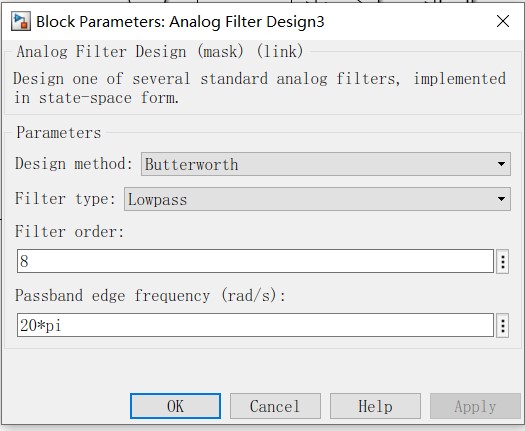 Block Parameters: Analog Filter Design3
Analog Filter Design (mask) (link)
Design one of several standard analog filters, implemented
in state-space form.
Parameters
Design method: Butterworth
Filter type: Lowpass
Filter order:
8
Passband edge frequency (rad/s):
20*pi
OK Cancel Help Apply